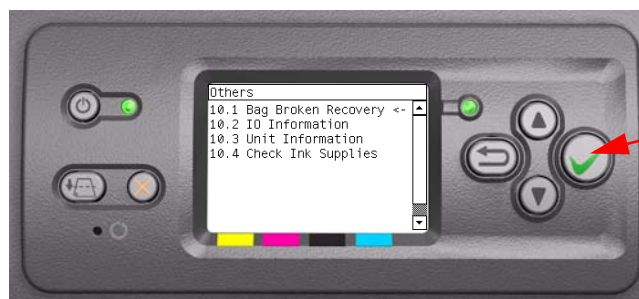 Others
10.1 Bag Broken Recovery <-
10.2 IO Information
10.3 Unit Information
10.4 Check Ink Supplies